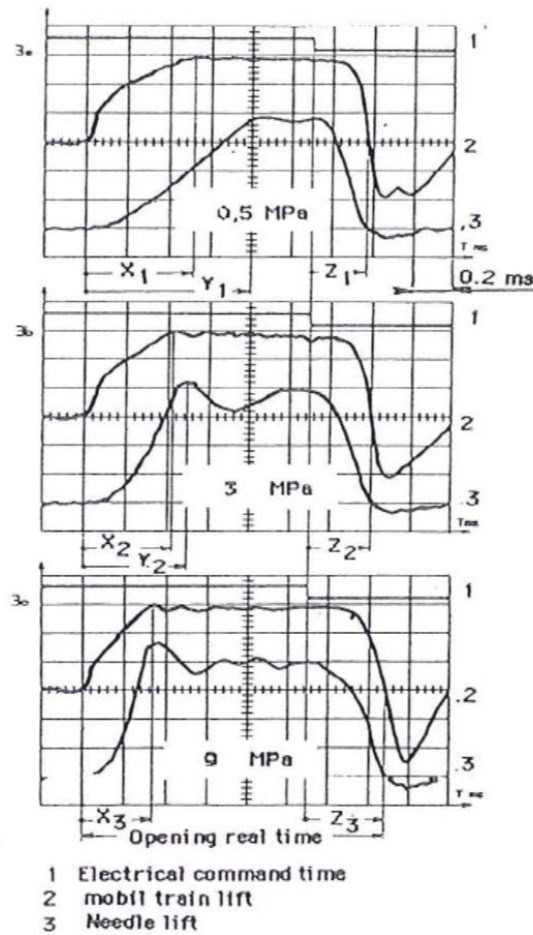 1
3a
2
0,5 MPa
,3
T ms
X1
Y1
Z1
0.2 ms
1
3b
2
3 MPa
.3
T ms
X2
Y2
Z2
1
3c
.2
9 MPa
.3
T ms
X3
Z3
Opening real time
1 Electrical command time
2 mobil train lift
3 Needle lift